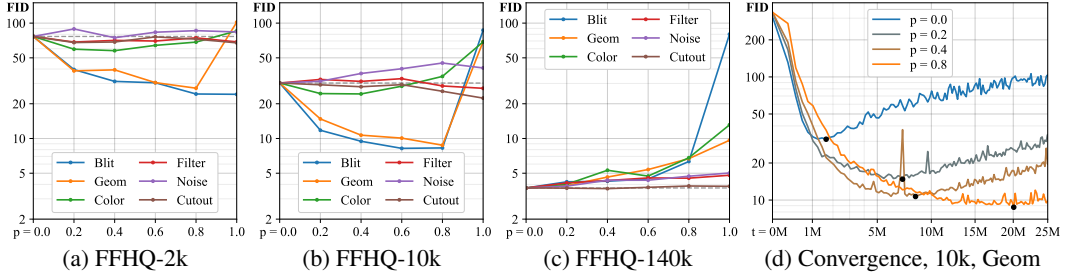 FID
100
50
20
10
5
2
p = 0.0 0.2 0.4 0.6 0.8 1.0
Blit Filter
Geom Noise
Color Cutout
(a) FFHQ-2k
FID
100
50
20
10
5
2
p = 0.0 0.2 0.4 0.6 0.8 1.0
Blit Filter
Geom Noise
Color Cutout
(b) FFHQ-10k
FID
Blit Filter
Geom Noise
Color Cutout
50
20
10
5
2
p = 0.0 0.2 0.4 0.6 0.8 1.0
(c) FFHQ-140k
FID
p = 0.0
p = 0.2
p = 0.4
p = 0.8
100
50
20
10
t = 0M 1M 5M 10M 15M 20M 25M
(d) Convergence, 10k, Geom